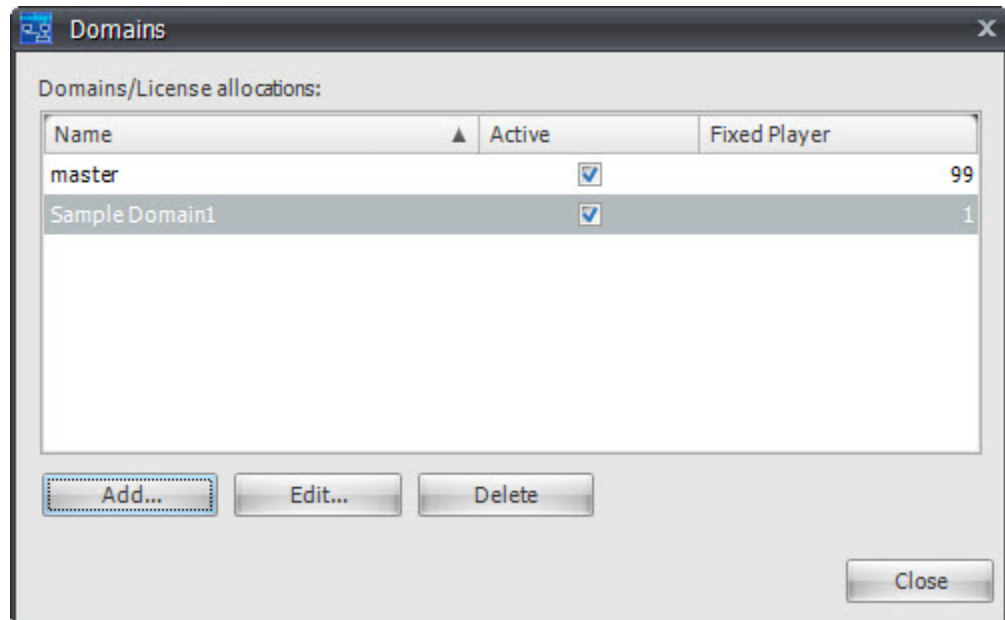 Domains
Domains/License allocations:
Name Active Fixed Player
master 99
Sample Domain1 1
Add... Edit... Delete
Close